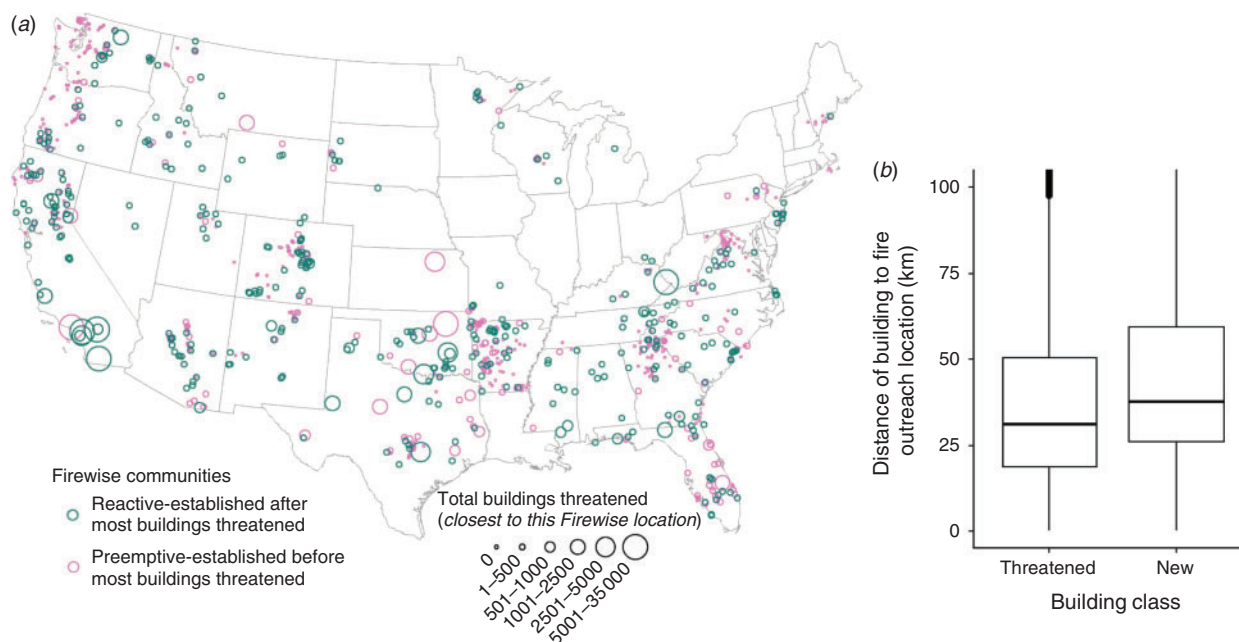 (a)
Firewise communities
Reactive-established after
most buildings threatened
Preemptive-established before
most buildings threatened
Total buildings threatened
(closest to this Firewise location)
0
1–500
501–1000
1001–2500
2501–5000
5001–35 000
(b)
Distance of building to fire
outreach location (km)
100
75
50
25
0
Threatened
New
Building class